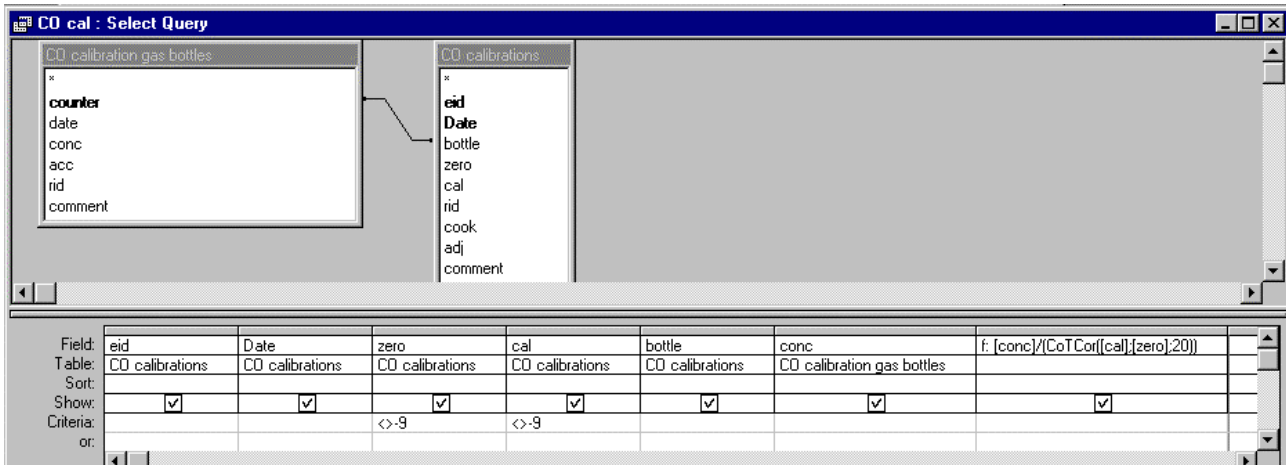 CO cal : Select Query
CO calibration gas bottles
*
counter
date
conc
acc
rid
comment
CO calibrations
*
eid
Date
bottle
zero
cal
rid
cook
adj
comment
Field: eid Date zero cal bottle conc f: [conc]/(CoTCor([cal];[zero];20))
Table: CO calibrations CO calibrations CO calibrations CO calibrations CO calibrations CO calibration gas bottles
Sort:
Show:
Criteria: <>-9 <>-9
or: